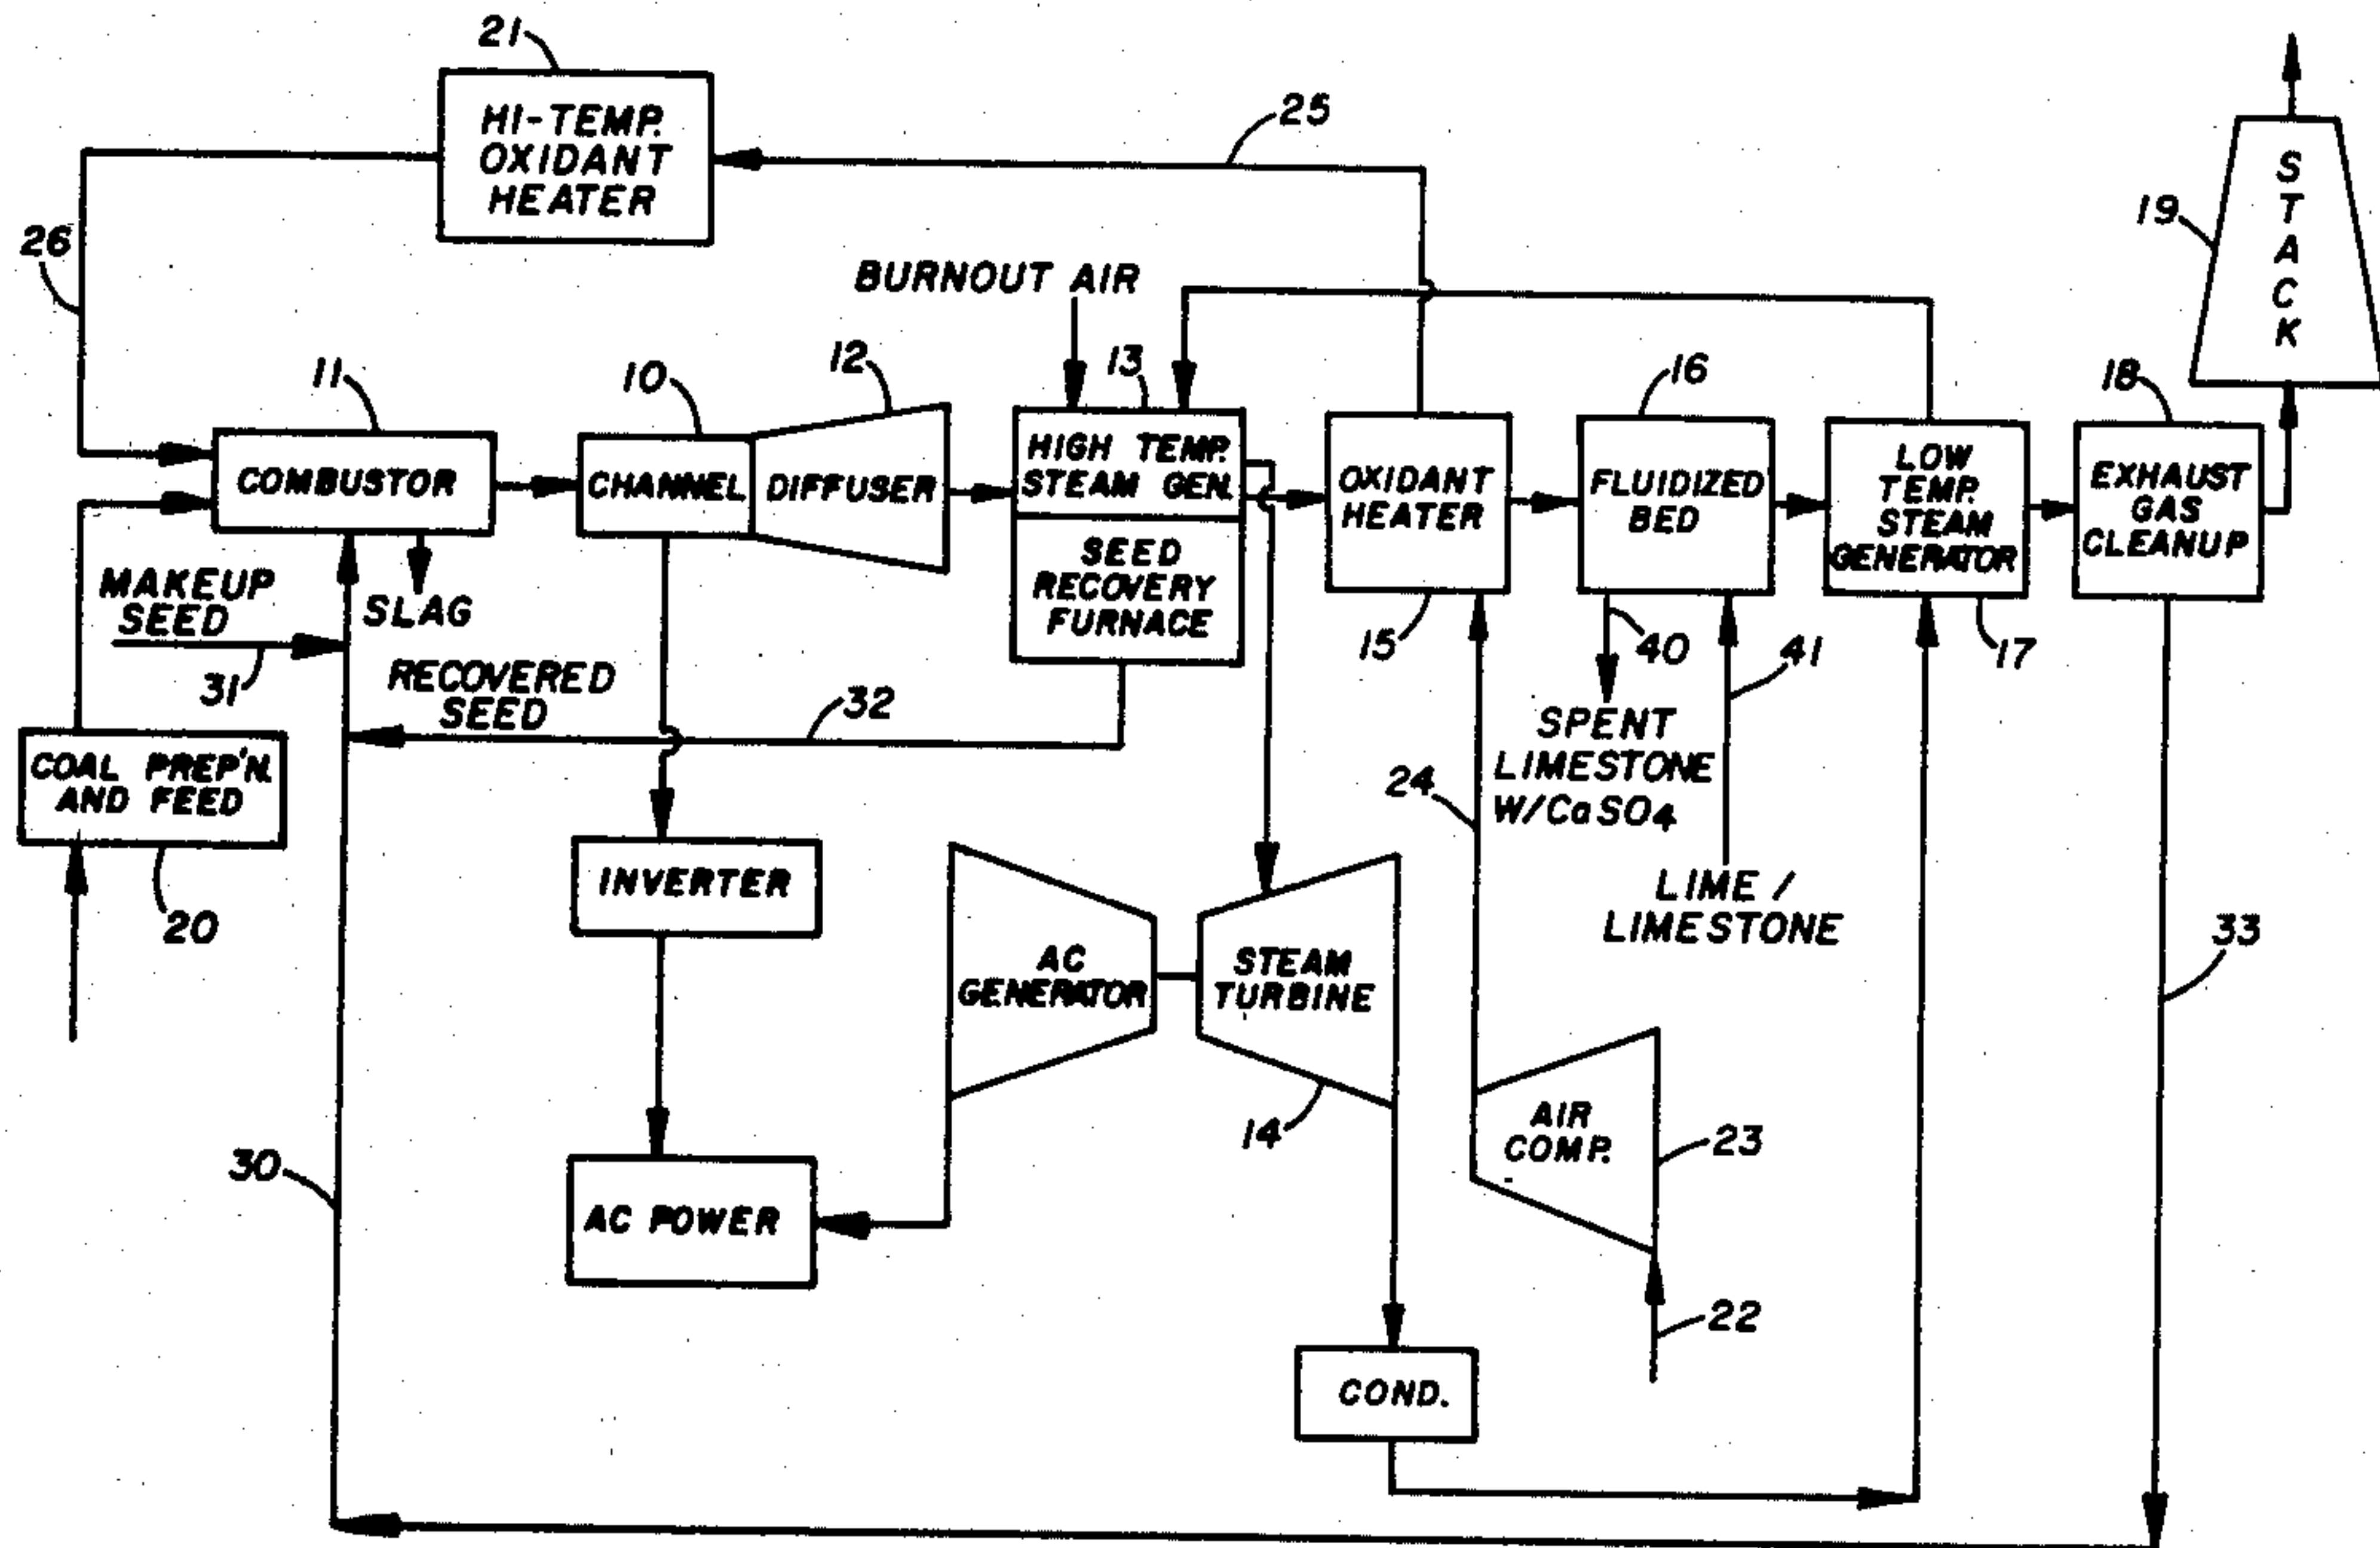 21
HI-TEMP.
OXIDANT
HEATER
25
26
BURNOUT AIR
19
S
T
A
C
K
11
COMBUSTOR
10
CHANNEL
12
DIFFUSER
13
HIGH TEMP.
STEAM GEN.
SEED
RECOVERY
FURNACE
OXIDANT
HEATER
15
16
FLUIDIZED
BED
LOW
TEMP.
STEAM
GENERATOR
17
18
EXHAUST
GAS
CLEANUP
MAKEUP
SEED
31
SLAG
RECOVERED
SEED
32
40
41
SPENT
LIMESTONE
W/CaSO4
LIME /
LIMESTONE
24
33
COAL PREP'N.
AND FEED
20
INVERTER
AC
GENERATOR
STEAM
TURBINE
14
AIR
COMP.
23
22
30
AC POWER
COND.